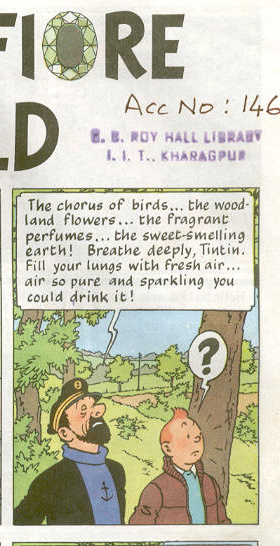 FIORE
Acc No: 146
B. B. ROY HALL LIBRARY
I. I. T., KHARAGPUR
LD
The chorus of birds... the wood-
land flowers... the fragrant
perfumes... the sweet-smelling
earth! Breathe deeply, Tintin.
Fill your lungs with fresh air...
air so pure and sparkling you
could drink it!
?